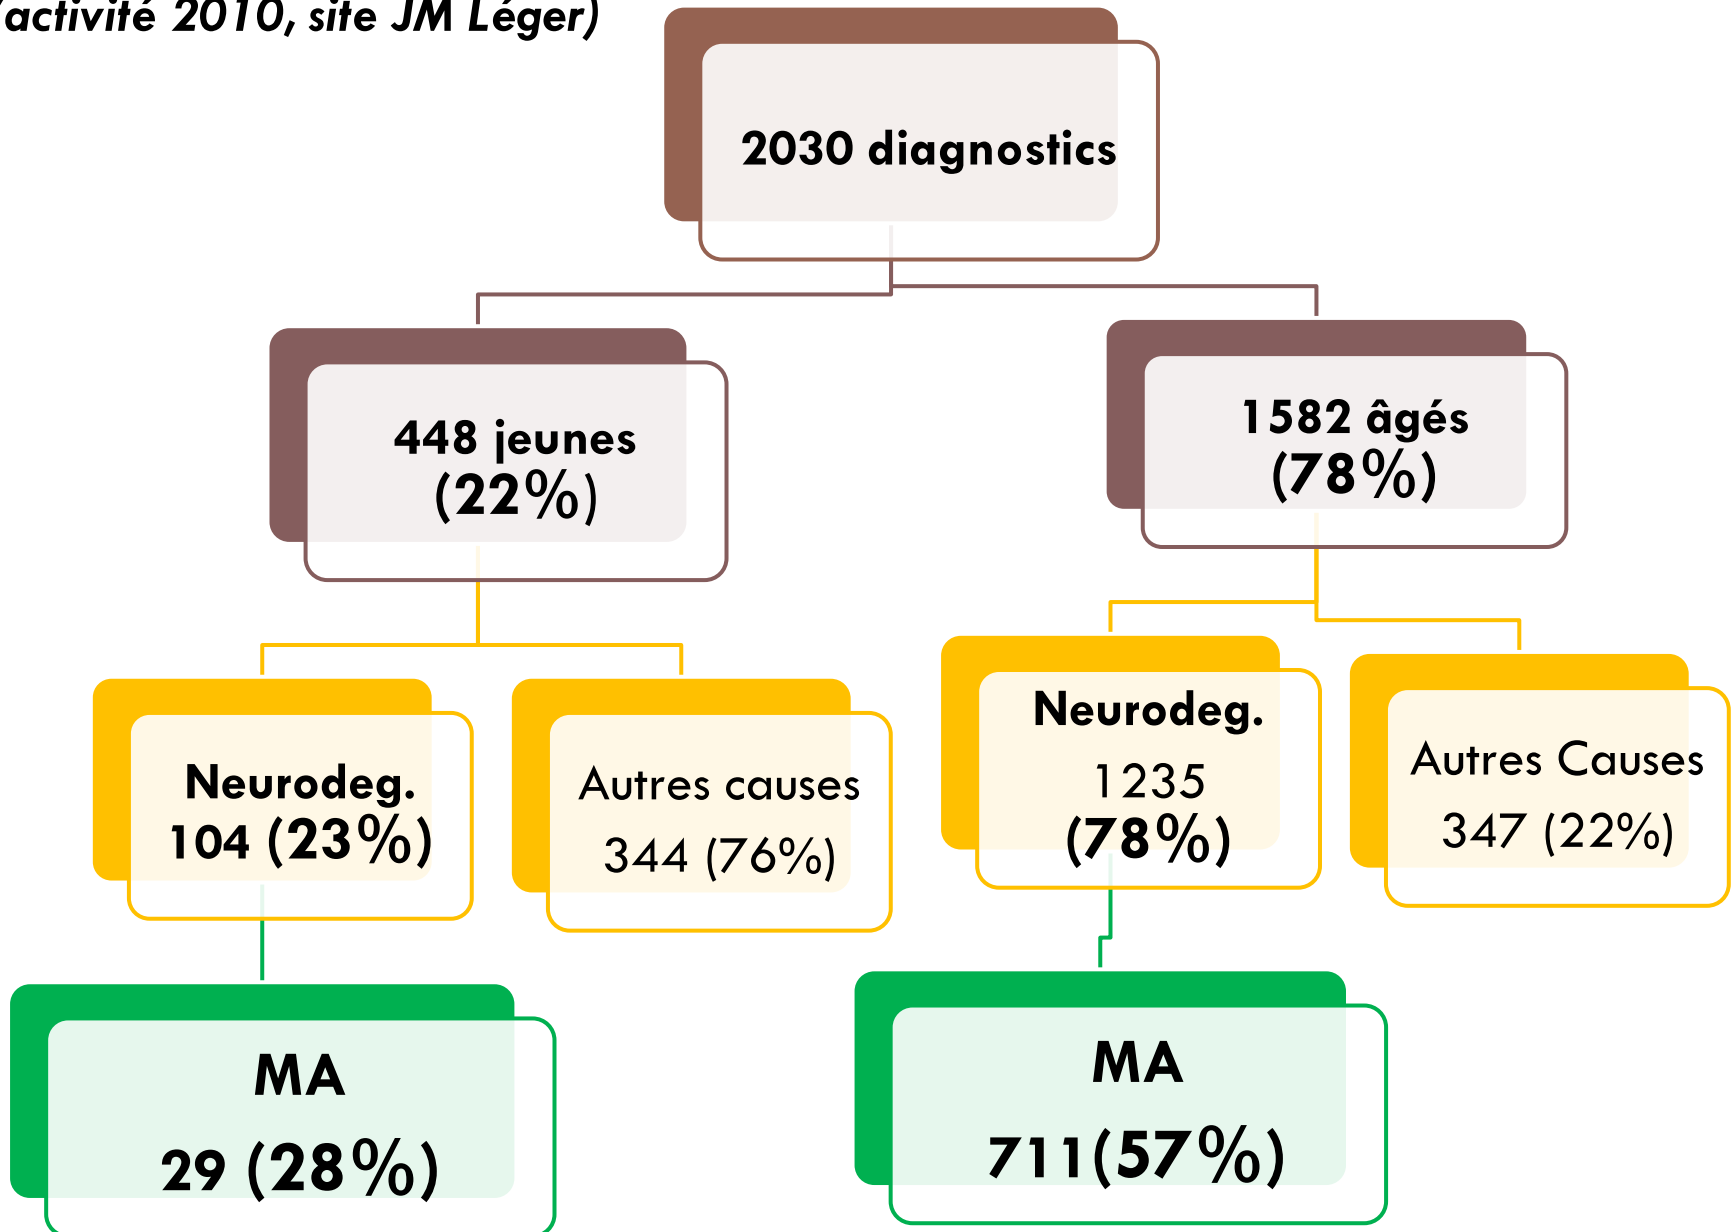 (activité 2010, site JM Léger)
2030 diagnostics
448 jeunes
(22%)
1582 âgés
(78%)
Neurodeg.
104 (23%)
Autres causes
344 (76%)
Neurodeg.
1235
(78%)
Autres Causes
347 (22%)
MA
29 (28%)
MA
711(57%)